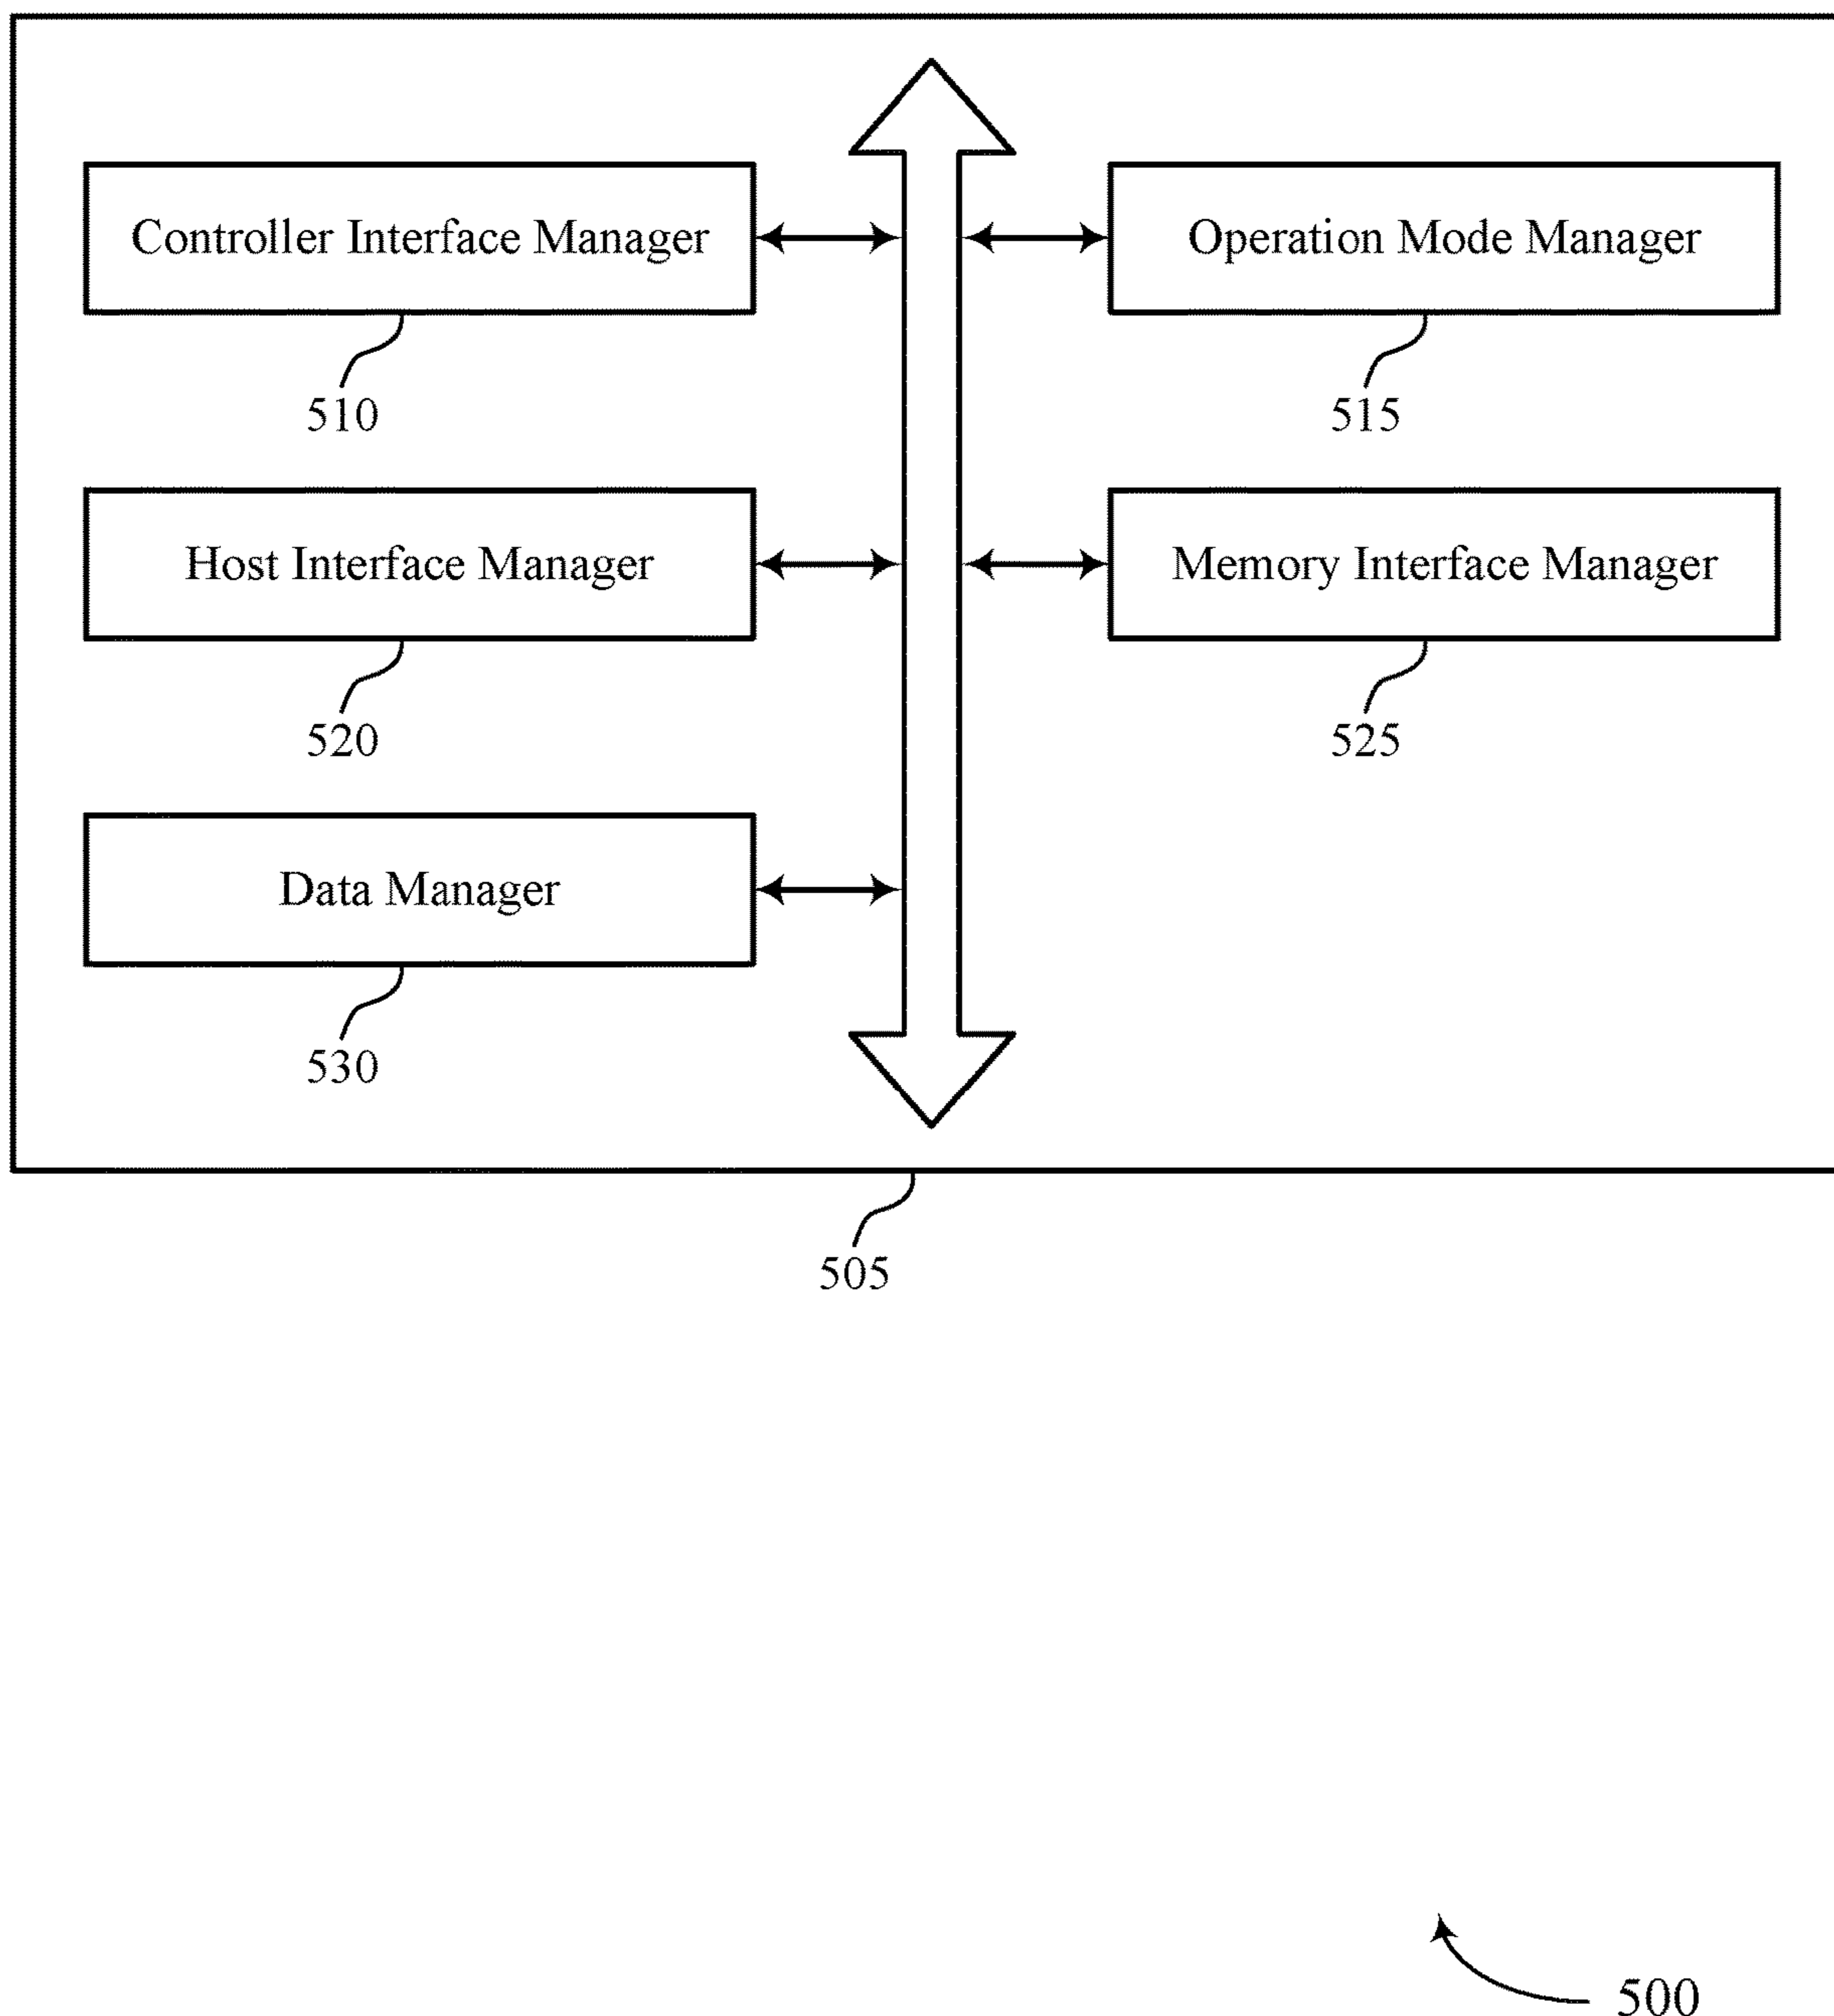 Controller Interface Manager
Operation Mode Manager
510
515
Host Interface Manager
Memory Interface Manager
520
525
Data Manager
530
505
500